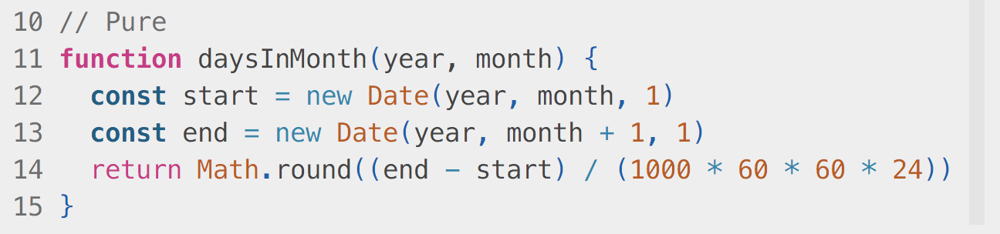 10 // Pure
11 function daysInMonth(year, month) {
12   const start = new Date(year, month, 1)
13   const end = new Date(year, month + 1, 1)
14   return Math.round((end − start) / (1000 * 60 * 60 * 24))
15 }